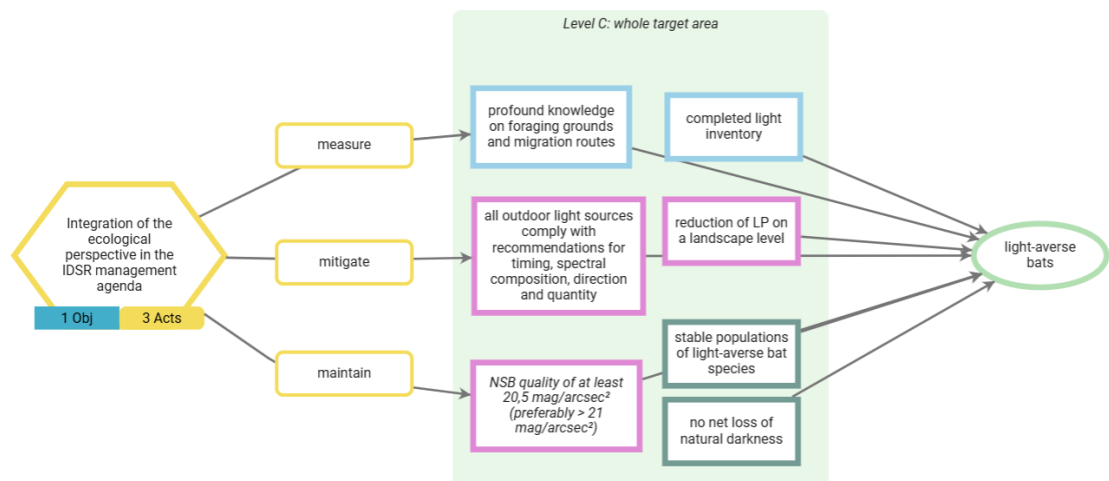 Level C: whole target area
profound knowledge
on foraging grounds
and migration routes
completed light
inventory
measure
Integration of the
ecological
perspective in the
IDSR management
agenda
1 Obj
3 Acts
mitigate
all outdoor light sources
comply with
recommendations for
timing, spectral
composition, direction
and quantity
reduction of LP on
a landscape level
light-averse
bats
maintain
NSB quality of at least
20,5 mag/arcsec²
(preferably > 21
mag/arcsec²)
stable populations
of light-averse bat
species
no net loss of
natural darkness